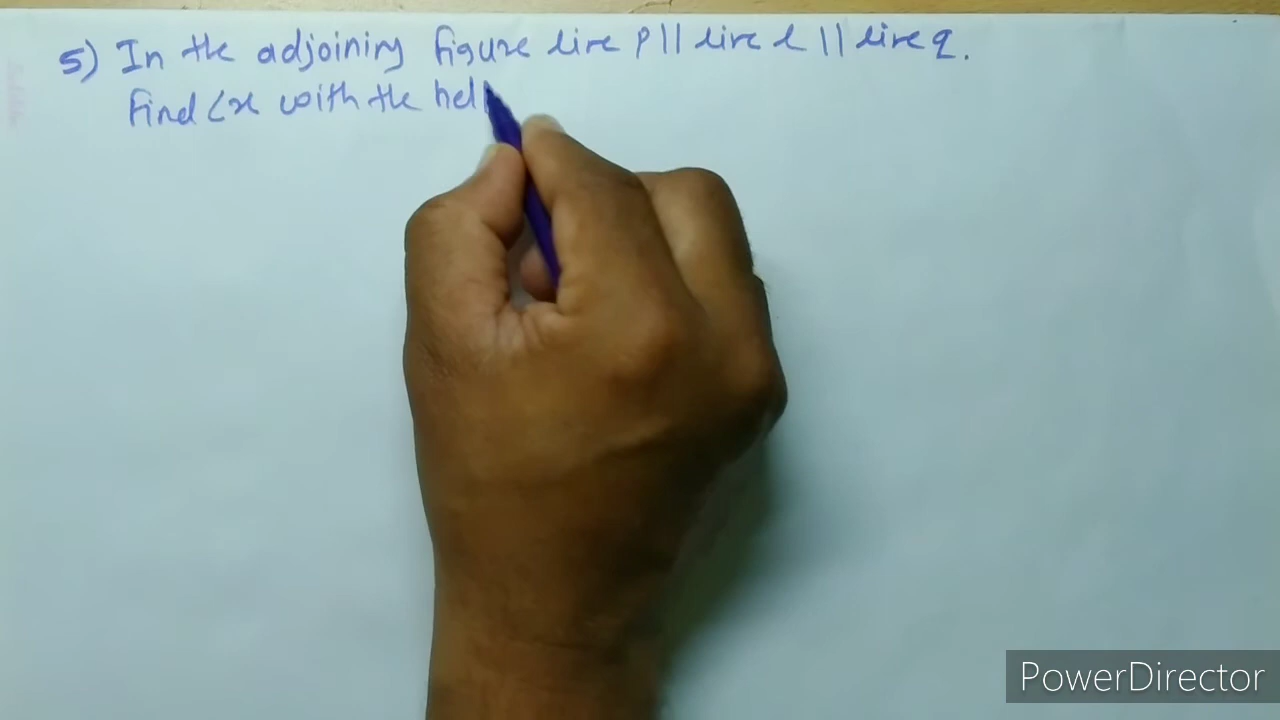 5) In the adjoining figure line p || line l || line q.
Find ∠x with the hel
PowerDirector